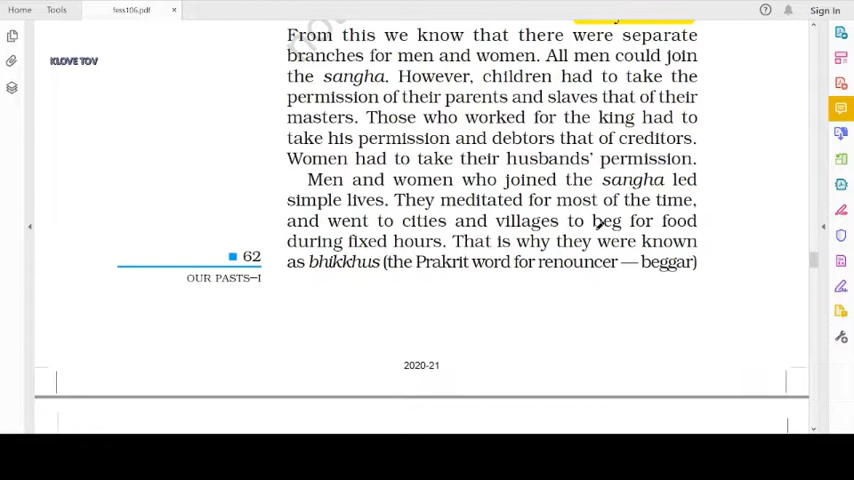 Home
Tools
fess106.pdf
×
Sign In
KLOVE TOV
From this we know that there were separate
branches for men and women. All men could join
the sangha. However, children had to take the
permission of their parents and slaves that of their
masters. Those who worked for the king had to
take his permission and debtors that of creditors.
Women had to take their husbands' permission.
Men and women who joined the sangha led
simple lives. They meditated for most of the time,
and went to cities and villages to beg for food
during fixed hours. That is why they were known
as bhikkhus (the Prakrit word for renouncer — beggar)
62
OUR PASTS–I
2020-21